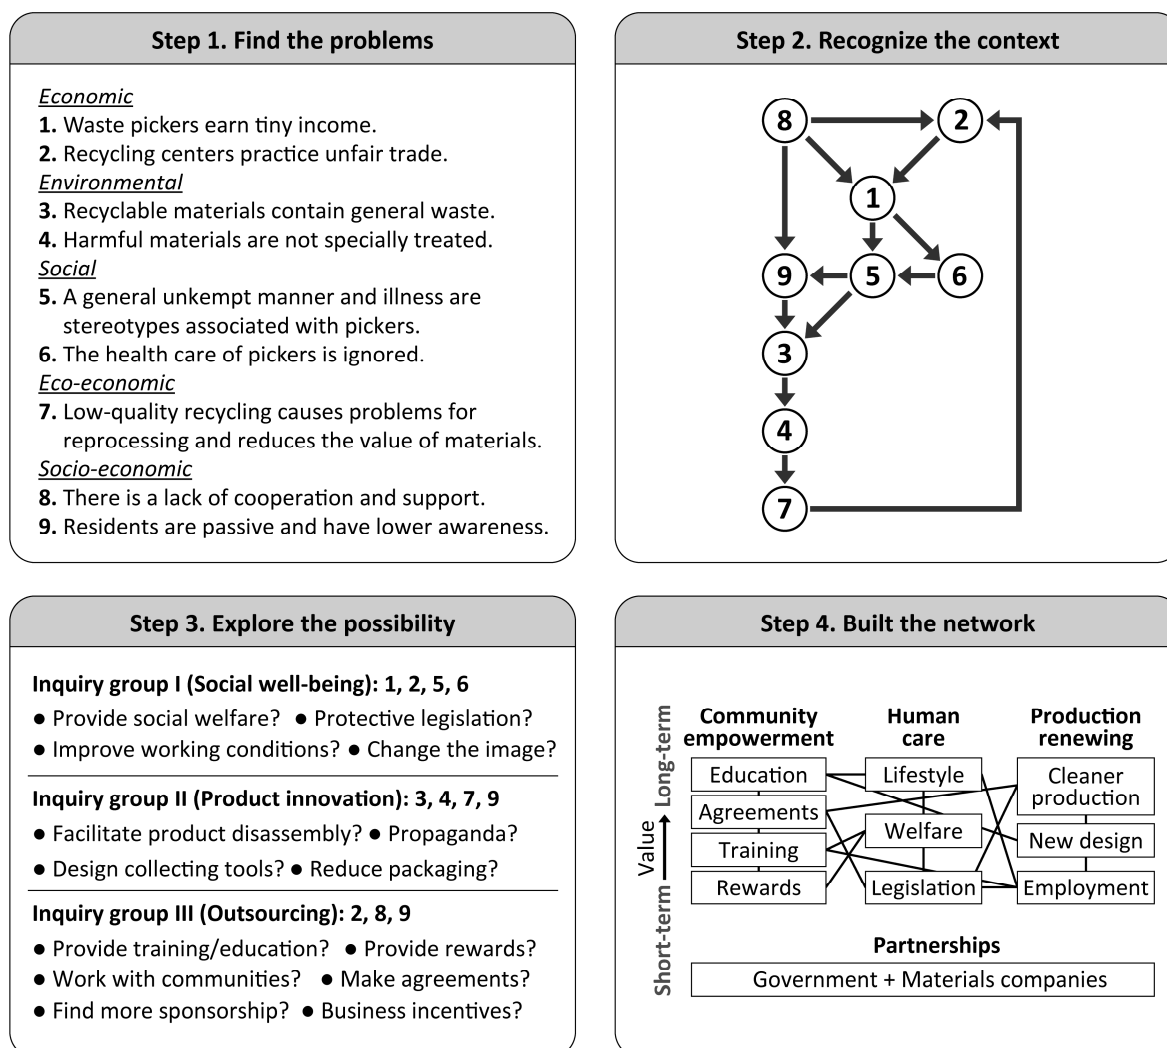 Step 1. Find the problems
Economic
1. Waste pickers earn tiny income.
2. Recycling centers practice unfair trade.
Environmental
3. Recyclable materials contain general waste.
4. Harmful materials are not specially treated.
Social
5. A general unkempt manner and illness are
stereotypes associated with pickers.
6. The health care of pickers is ignored.
Eco-economic
7. Low-quality recycling causes problems for
reprocessing and reduces the value of materials.
Socio-economic
8. There is a lack of cooperation and support.
9. Residents are passive and have lower awareness.
Step 2. Recognize the context
8
2
1
9
5
6
3
4
7
Step 3. Explore the possibility
Inquiry group I (Social well-being): 1, 2, 5, 6
● Provide social welfare? ● Protective legislation?
● Improve working conditions? ● Change the image?
Inquiry group II (Product innovation): 3, 4, 7, 9
● Facilitate product disassembly? ● Propaganda?
● Design collecting tools? ● Reduce packaging?
Inquiry group III (Outsourcing): 2, 8, 9
● Provide training/education? ● Provide rewards?
● Work with communities? ● Make agreements?
● Find more sponsorship? ● Business incentives?
Step 4. Built the network
Short-term
Value
Long-term
Community
empowerment
Education
Agreements
Training
Rewards
Human
care
Lifestyle
Welfare
Legislation
Production
renewing
Cleaner
production
New design
Employment
Partnerships
Government + Materials companies